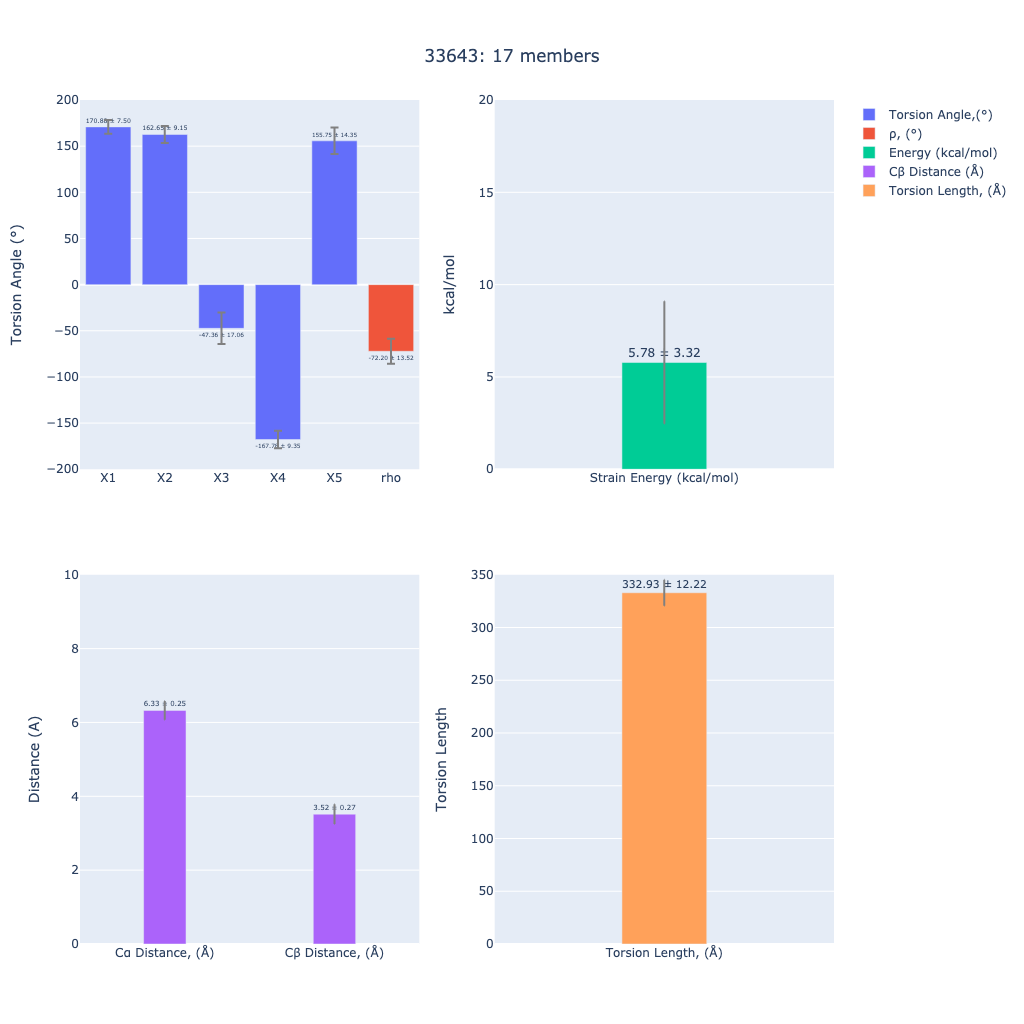 33643: 17 members
Torsion Angle (°)
200
150
100
50
0
−50
−100
−150
−200
170.88 ± 7.50
162.65 ± 9.15
-47.36 ± 17.06
155.75 ± 14.35
-72.20 ± 13.52
X1 X2 X3 X4 X5 rho
kcal/mol
20
15
10
5
0
5.78 ± 3.32
Strain Energy (kcal/mol)
Torsion Angle,(°)
ρ, (°)
Energy (kcal/mol)
Cβ Distance (Å)
Torsion Length, (Å)
Distance (A)
10
8
6
4
2
0
6.33 ± 0.25
3.52 ± 0.27
Cα Distance, (Å) Cβ Distance, (Å)
Torsion Length
350
300
250
200
150
100
50
0
332.93 ± 12.22
Torsion Length, (Å)